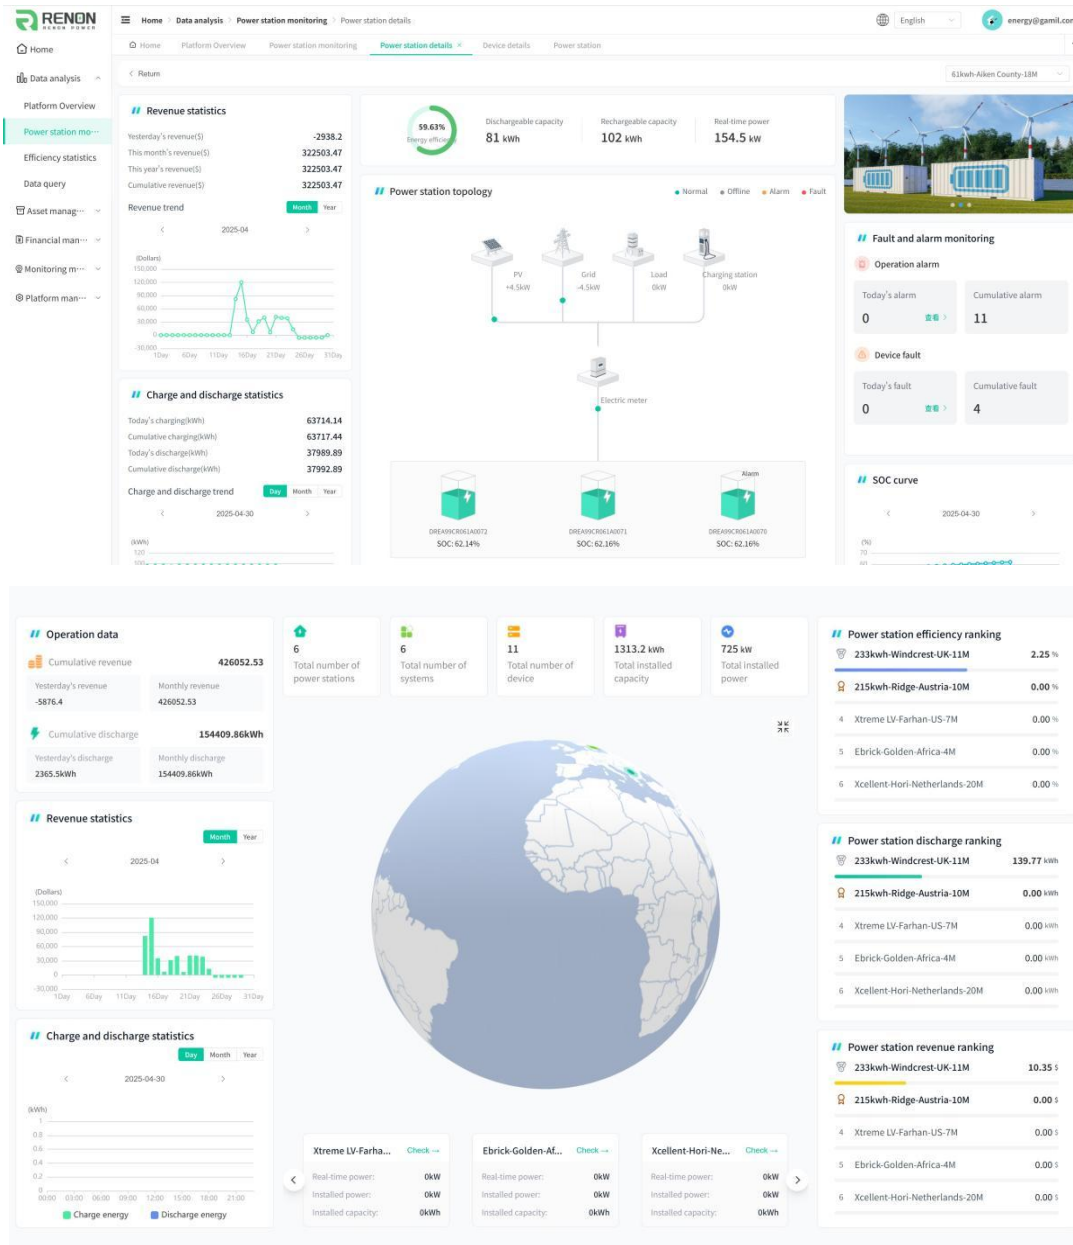 RENON
RENON POWER
Home
Data analysis
Platform Overview
Power station mo···
Efficiency statistics
Data query
Asset manag···
Financial man···
Monitoring m···
Platform man···
Home > Data analysis > Power station monitoring > Power station details
English
energy@gamil.com
Home
Platform Overview
Power station monitoring
Power station details ×
Device details
Power station
< Return
61kwh-Aiken County-18M
Revenue statistics
Yesterday's revenue($) -2938.2
This month's revenue($) 322503.47
This year's revenue($) 322503.47
Cumulative revenue($) 322503.47
Revenue trend
Month Year
< 2025-04 >
(Dollars)
150,000
120,000
90,000
60,000
30,000
0
-30,000
1Day 6Day 11Day 16Day 21Day 26Day 31Day
Charge and discharge statistics
Today's charging(kWh) 63714.14
Cumulative charging(kWh) 63717.44
Today's discharge(kWh) 37989.89
Cumulative discharge(kWh) 37992.89
Charge and discharge trend
Day Month Year
< 2025-04-30 >
(kWh)
120
100
59.63%
Energy efficiency
Dischargeable capacity
81 kWh
Rechargeable capacity
102 kWh
Real-time power
154.5 kW
Power station topology
Normal Offline Alarm Fault
PV
+4.5kW
Grid
-4.5kW
Load
0kW
Charging station
0kW
Electric meter
Alarm
DREA99CR061A0072
SOC: 62.14%
DREA99CR061A0071
SOC: 62.16%
DREA99CR061A0070
SOC: 62.16%
Fault and alarm monitoring
Operation alarm
Today's alarm
0 查看 >
Cumulative alarm
11
Device fault
Today's fault
0 查看 >
Cumulative fault
4
SOC curve
< 2025-04-30 >
(%)
70
60
Operation data
Cumulative revenue 426052.53
Yesterday's revenue
-5876.4
Monthly revenue
426052.53
Cumulative discharge 154409.86kWh
Yesterday's discharge
2365.5kWh
Monthly discharge
154409.86kWh
Revenue statistics
Month Year
< 2025-04 >
(Dollars)
150,000
120,000
90,000
60,000
30,000
0
-30,000
1Day 6Day 11Day 16Day 21Day 26Day 31Day
Charge and discharge statistics
Day Month Year
< 2025-04-30 >
(kWh)
1
0.8
0.6
0.4
0.2
0
00:00 03:00 06:00 09:00 12:00 15:00 18:00 21:00
Charge energy Discharge energy
6
Total number of
power stations
6
Total number of
systems
11
Total number of
device
1313.2 kWh
Total installed
capacity
725 kW
Total installed
power
Xtreme LV-Farha... Check →
Real-time power: 0kW
Installed power: 0kW
Installed capacity: 0kWh
Ebrick-Golden-Af... Check →
Real-time power: 0kW
Installed power: 0kW
Installed capacity: 0kWh
Xcellent-Hori-Ne... Check →
Real-time power: 0kW
Installed power: 0kW
Installed capacity: 0kWh
Power station efficiency ranking
233kwh-Windcrest-UK-11M 2.25 %
215kwh-Ridge-Austria-10M 0.00 %
4 Xtreme LV-Farhan-US-7M 0.00 %
5 Ebrick-Golden-Africa-4M 0.00 %
6 Xcellent-Hori-Netherlands-20M 0.00 %
Power station discharge ranking
233kwh-Windcrest-UK-11M 139.77 kWh
215kwh-Ridge-Austria-10M 0.00 kWh
4 Xtreme LV-Farhan-US-7M 0.00 kWh
5 Ebrick-Golden-Africa-4M 0.00 kWh
6 Xcellent-Hori-Netherlands-20M 0.00 kWh
Power station revenue ranking
233kwh-Windcrest-UK-11M 10.35 $
215kwh-Ridge-Austria-10M 0.00 $
4 Xtreme LV-Farhan-US-7M 0.00 $
5 Ebrick-Golden-Africa-4M 0.00 $
6 Xcellent-Hori-Netherlands-20M 0.00 $